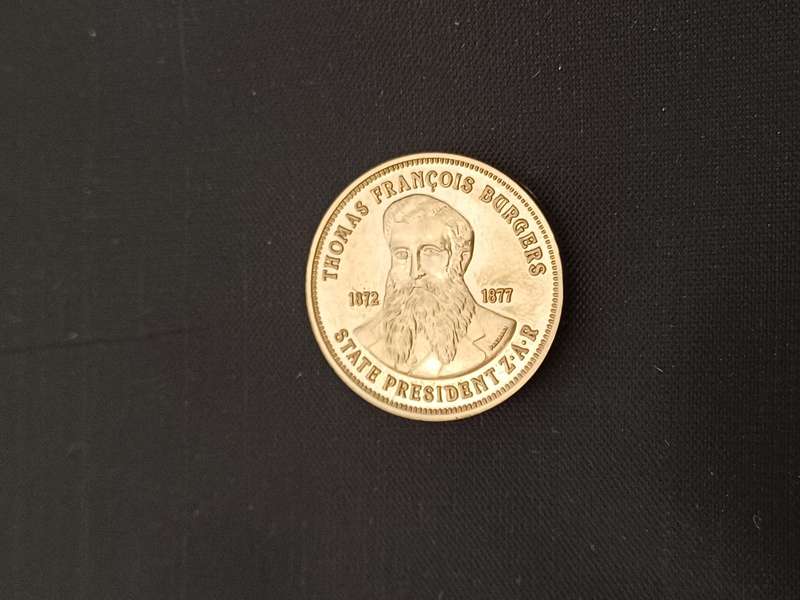 THOMAS FRANÇOIS BURGERS
1872 1877
STATE PRESIDENT Z·A·R